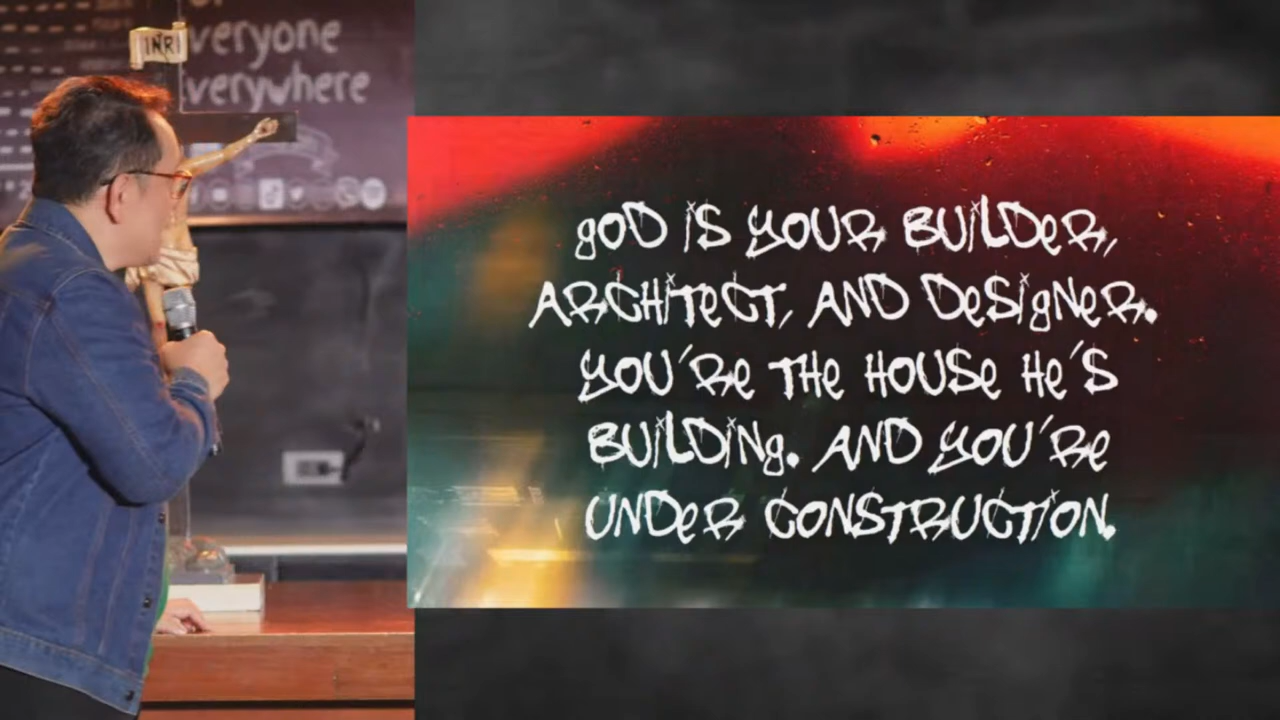 INRI
veryone
verywhere
gOD iS YOUR BUiLDeR,
ARCHiTeCT, AND DeSigNeR.
YOU'Re THe HOUSe He'S
BUiLDiNg. AND YOU'Re
UNDeR CONSTRUCTiON.